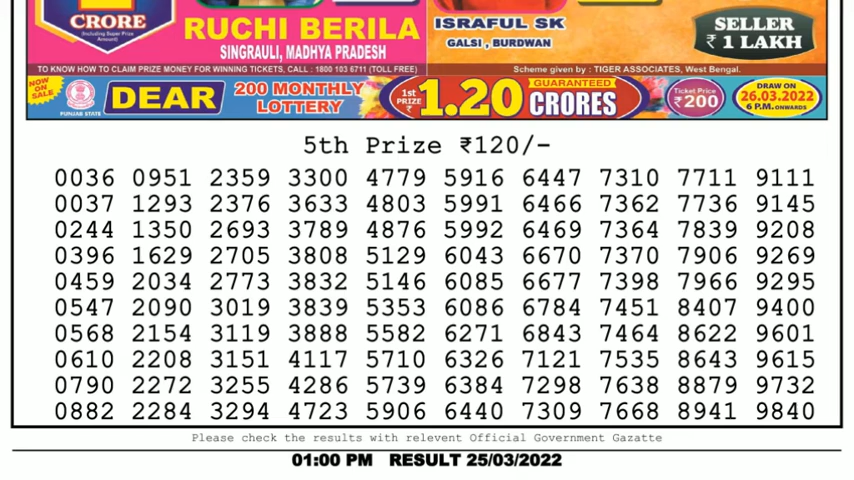 CRORE
(Including Super Prize Amount)
RUCHI BERILA
SINGRAULI, MADHYA PRADESH
ISRAFUL SK
GALSI , BURDWAN
SELLER
₹ 1 LAKH
TO KNOW HOW TO CLAIM PRIZE MONEY FOR WINNING TICKETS, CALL : 1800 103 6711 (TOLL FREE)
Scheme given by : TIGER ASSOCIATES, West Bengal.
NOW ON SALE
PUNJAB STATE
DEAR
200 MONTHLY
LOTTERY
1st PRIZE ₹
1.20
GUARANTEED
CRORES
Ticket Price
₹200
DRAW ON
26.03.2022
6 P.M. ONWARDS
5th Prize ₹120/-
0036 0951 2359 3300 4779 5916 6447 7310 7711 9111
0037 1293 2376 3633 4803 5991 6466 7362 7736 9145
0244 1350 2693 3789 4876 5992 6469 7364 7839 9208
0396 1629 2705 3808 5129 6043 6670 7370 7906 9269
0459 2034 2773 3832 5146 6085 6677 7398 7966 9295
0547 2090 3019 3839 5353 6086 6784 7451 8407 9400
0568 2154 3119 3888 5582 6271 6843 7464 8622 9601
0610 2208 3151 4117 5710 6326 7121 7535 8643 9615
0790 2272 3255 4286 5739 6384 7298 7638 8879 9732
0882 2284 3294 4723 5906 6440 7309 7668 8941 9840
Please check the results with relevent Official Government Gazatte
01:00 PM RESULT 25/03/2022